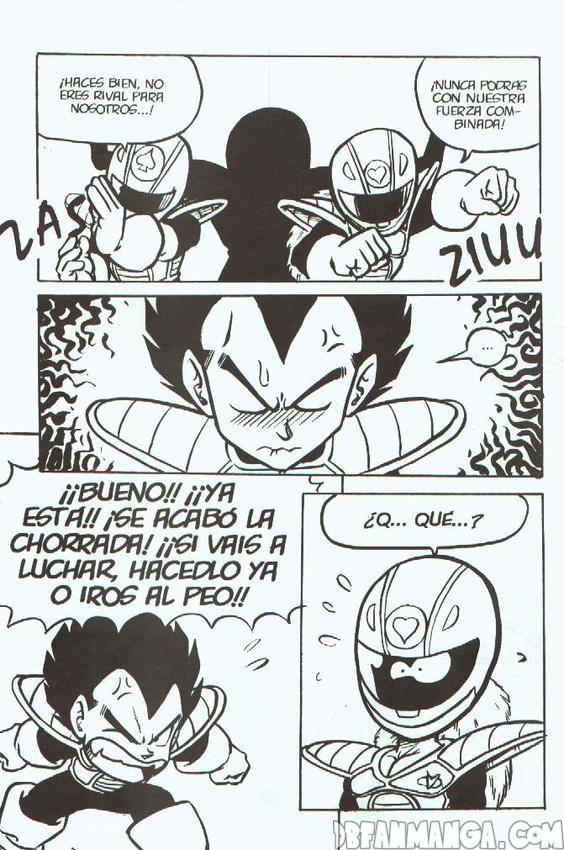 ¡HACES BIEN, NO
ERES RIVAL PARA
NOSOTROS...!
¡NUNCA PODRAS
CON NUESTRA
FUERZA COM-
BINADA!
ZAS
ZIUU
...
¡¡BUENO!! ¡¡YA
ESTÁ!! ¡SE ACABÓ LA
CHORRADA! ¡¡SI VAIS A
LUCHAR, HACEDLO YA
O IROS AL PEO!!
¿Q... QUE...?
DBFANMANGA.COM